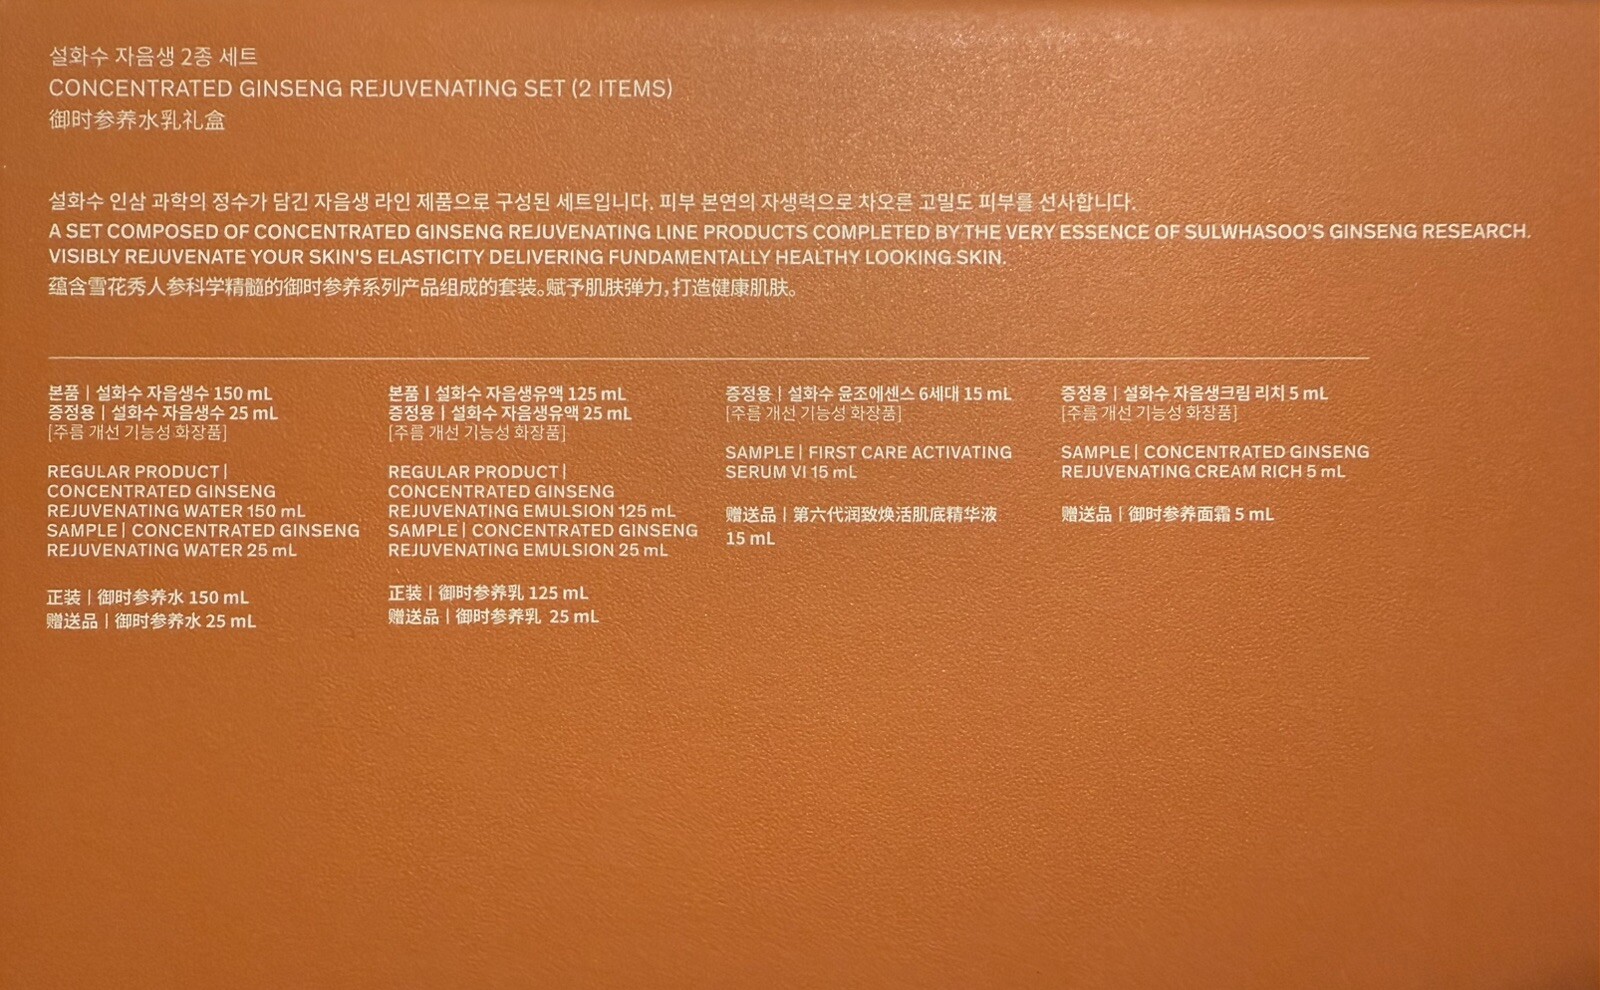 설화수 자음생 2종 세트
CONCENTRATED GINSENG REJUVENATING SET (2 ITEMS)
御时参养水乳礼盒
설화수 인삼 과학의 정수가 담긴 자음생 라인 제품으로 구성된 세트입니다. 피부 본연의 자생력으로 차오른 고밀도 피부를 선사합니다.
A SET COMPOSED OF CONCENTRATED GINSENG REJUVENATING LINE PRODUCTS COMPLETED BY THE VERY ESSENCE OF SULWHASOO'S GINSENG RESEARCH.
VISIBLY REJUVENATE YOUR SKIN'S ELASTICITY DELIVERING FUNDAMENTALLY HEALTHY LOOKING SKIN.
蕴含雪花秀人参科学精髓的御时参养系列产品组成的套装。赋予肌肤弹力，打造健康肌肤。
본품 | 설화수 자음생수 150 mL
증정용 | 설화수 자음생수 25 mL
[주름 개선 기능성 화장품]
REGULAR PRODUCT |
CONCENTRATED GINSENG
REJUVENATING WATER 150 mL
SAMPLE | CONCENTRATED GINSENG
REJUVENATING WATER 25 mL
正装 | 御时参养水 150 mL
赠送品 | 御时参养水 25 mL
본품 | 설화수 자음생유액 125 mL
증정용 | 설화수 자음생유액 25 mL
[주름 개선 기능성 화장품]
REGULAR PRODUCT |
CONCENTRATED GINSENG
REJUVENATING EMULSION 125 mL
SAMPLE | CONCENTRATED GINSENG
REJUVENATING EMULSION 25 mL
正装 | 御时参养乳 125 mL
赠送品 | 御时参养乳 25 mL
증정용 | 설화수 윤조에센스 6세대 15 mL
[주름 개선 기능성 화장품]
SAMPLE | FIRST CARE ACTIVATING
SERUM VI 15 mL
赠送品 | 第六代润致焕活肌底精华液
15 mL
증정용 | 설화수 자음생크림 리치 5 mL
[주름 개선 기능성 화장품]
SAMPLE | CONCENTRATED GINSENG
REJUVENATING CREAM RICH 5 mL
赠送品 | 御时参养面霜 5 mL